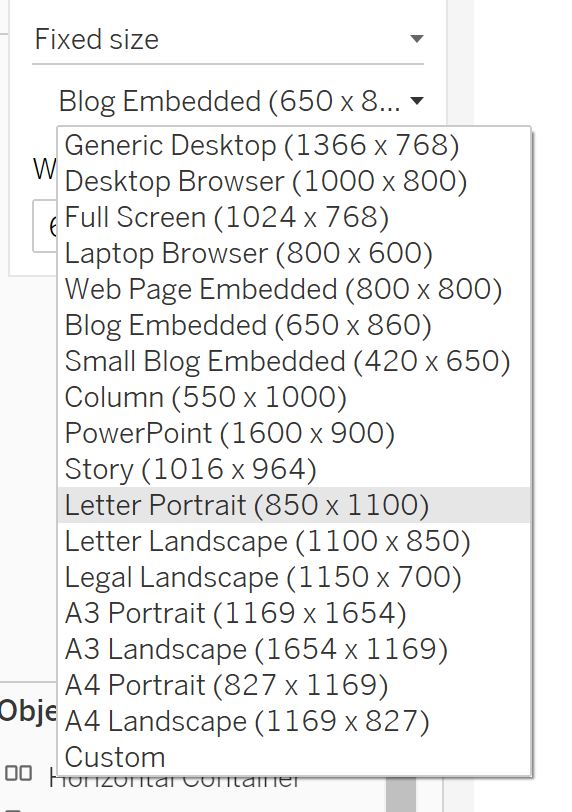 Fixed size
Blog Embedded (650 x 8...
Generic Desktop (1366 x 768)
W
Desktop Browser (1000 x 800)
Full Screen (1024 x 768)
Laptop Browser (800 x 600)
Web Page Embedded (800 x 800)
Blog Embedded (650 x 860)
Small Blog Embedded (420 x 650)
Column (550 x 1000)
PowerPoint (1600 x 900)
Story (1016 x 964)
Letter Portrait (850 x 1100)
Letter Landscape (1100 x 850)
Legal Landscape (1150 x 700)
A3 Portrait (1169 x 1654)
A3 Landscape (1654 x 1169)
A4 Portrait (827 x 1169)
Obje
A4 Landscape (1169 x 827)
Custom
Horizontal Container